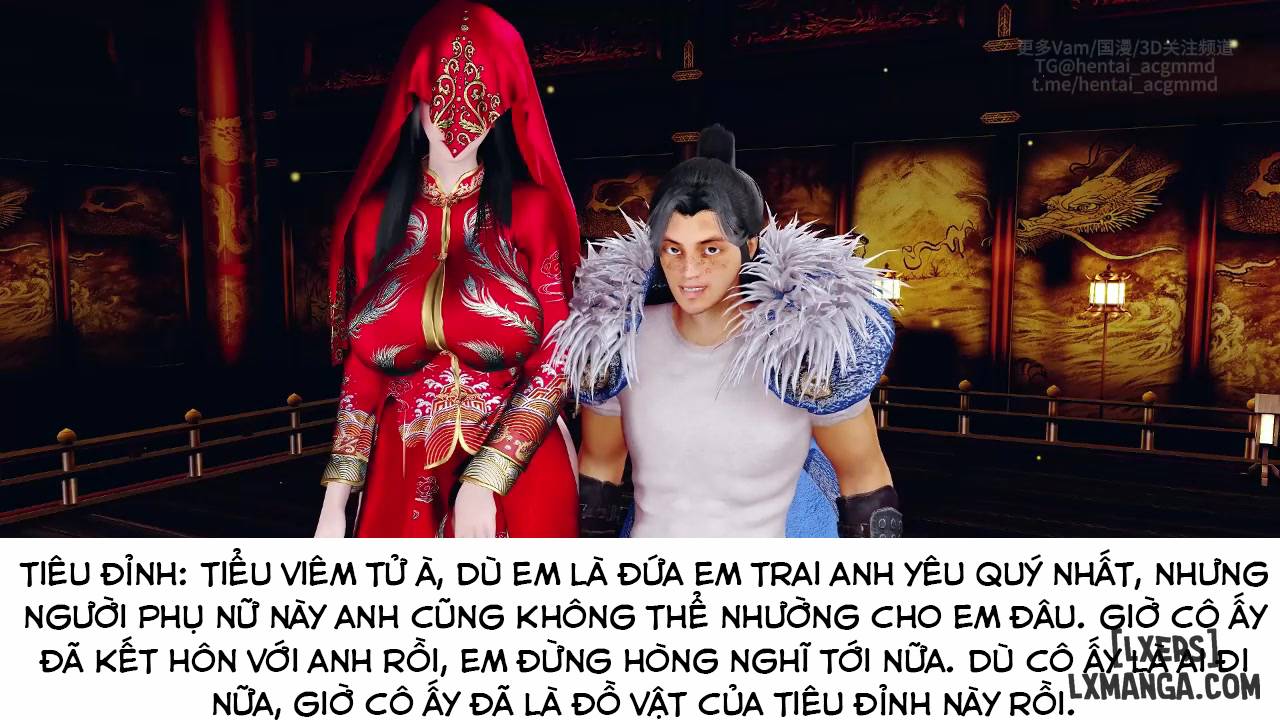 更多Vam/国漫/3D关注频道
TG@hentai_acgmmd
t.me/hentai_acgmmd
TIÊU ĐỈNH: TIỂU VIÊM TỬ À, DÙ EM LÀ ĐỨA EM TRAI ANH YÊU QUÝ NHẤT, NHƯNG
NGƯỜI PHỤ NỮ NÀY ANH CŨNG KHÔNG THỂ NHƯỜNG CHO EM ĐÂU. GIỜ CÔ ẤY
ĐÃ KẾT HÔN VỚI ANH RỒI, EM ĐỪNG HÒNG NGHĨ TỚI NỮA. DÙ CÔ ẤY LÀ AI ĐI
NỮA, GIỜ CÔ ẤY ĐÃ LÀ ĐỒ VẬT CỦA TIÊU ĐỈNH NÀY RỒI.
[LXERS]
LXMANGA.COM